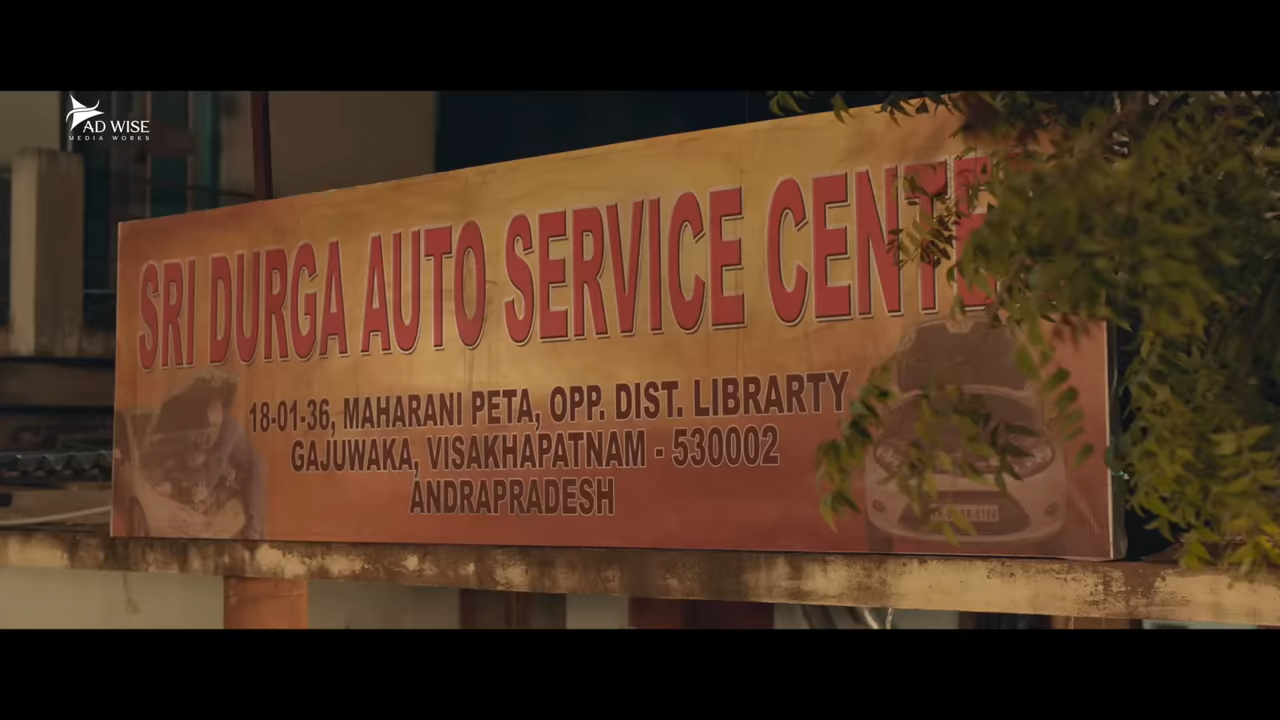 AD WISE
MEDIA WORKS
SRI DURGA AUTO SERVICE CENTE
18-01-36, MAHARANI PETA, OPP. DIST. LIBRARTY
GAJUWAKA, VISAKHAPATNAM - 530002
ANDRAPRADESH